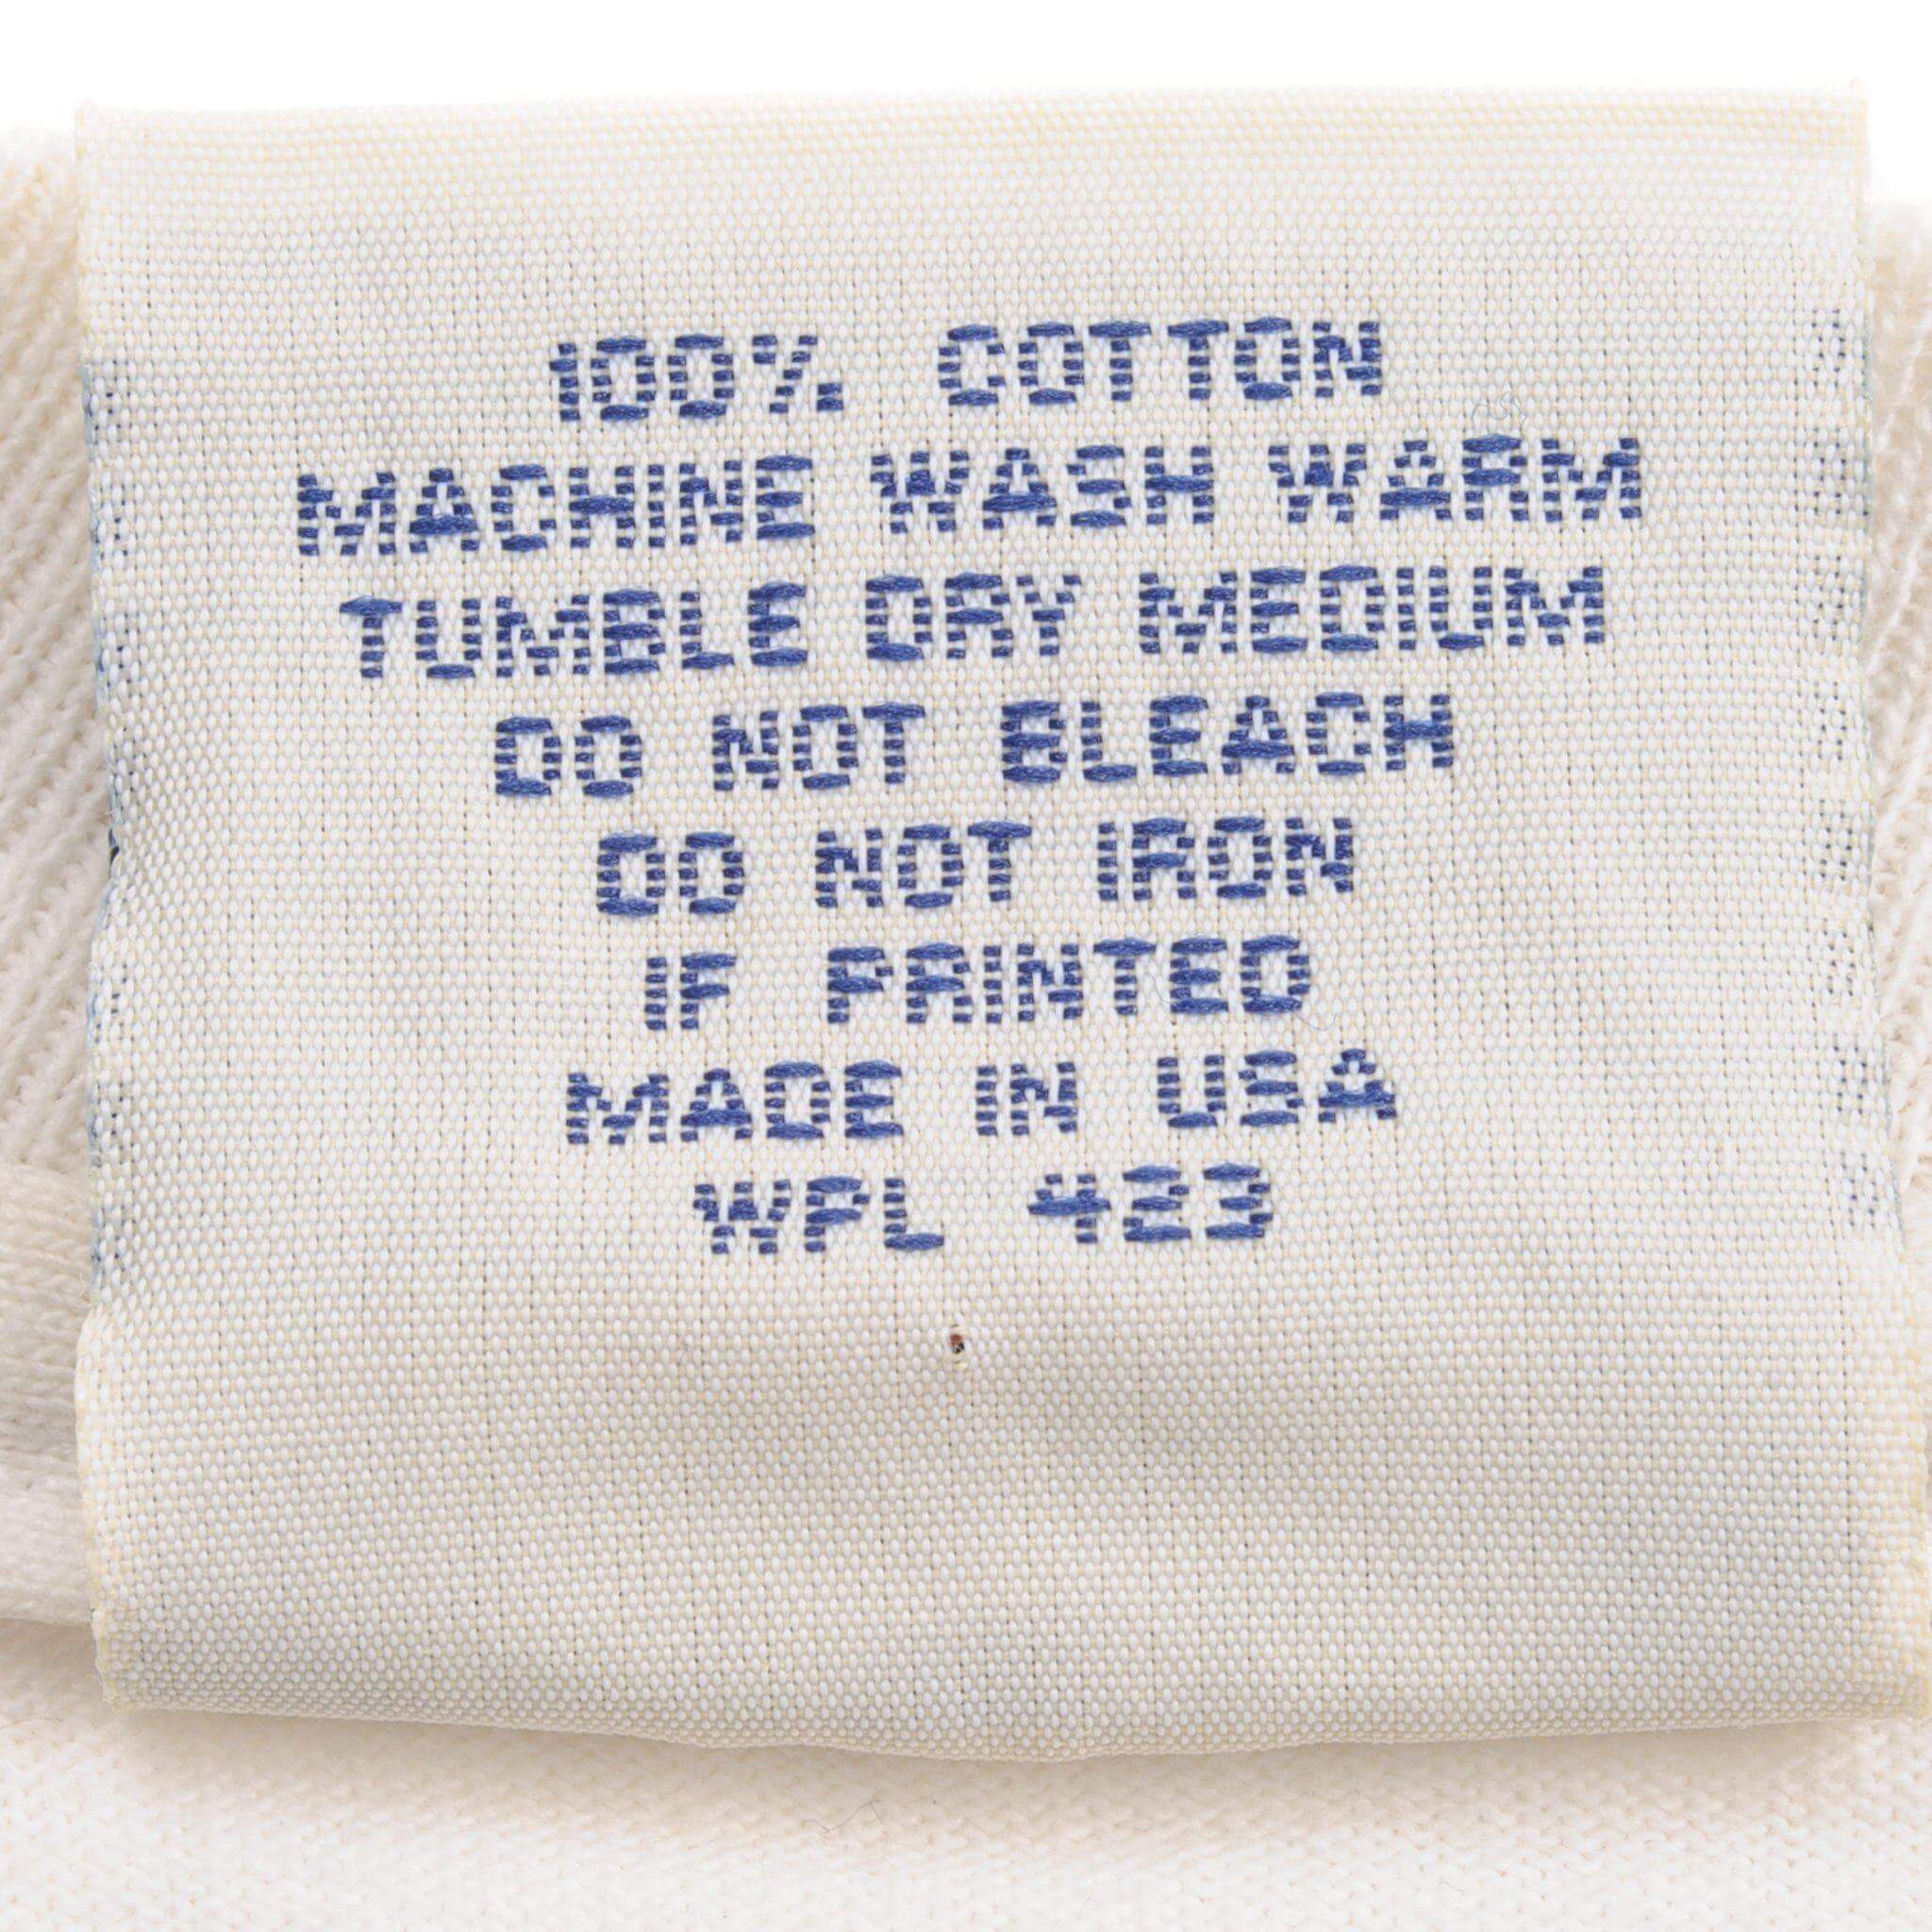 100% COTTON
MACHINE WASH WARM
TUMBLE DRY MEDIUM
DO NOT BLEACH
DO NOT IRON
IF PRINTED
MADE IN USA
WPL 423